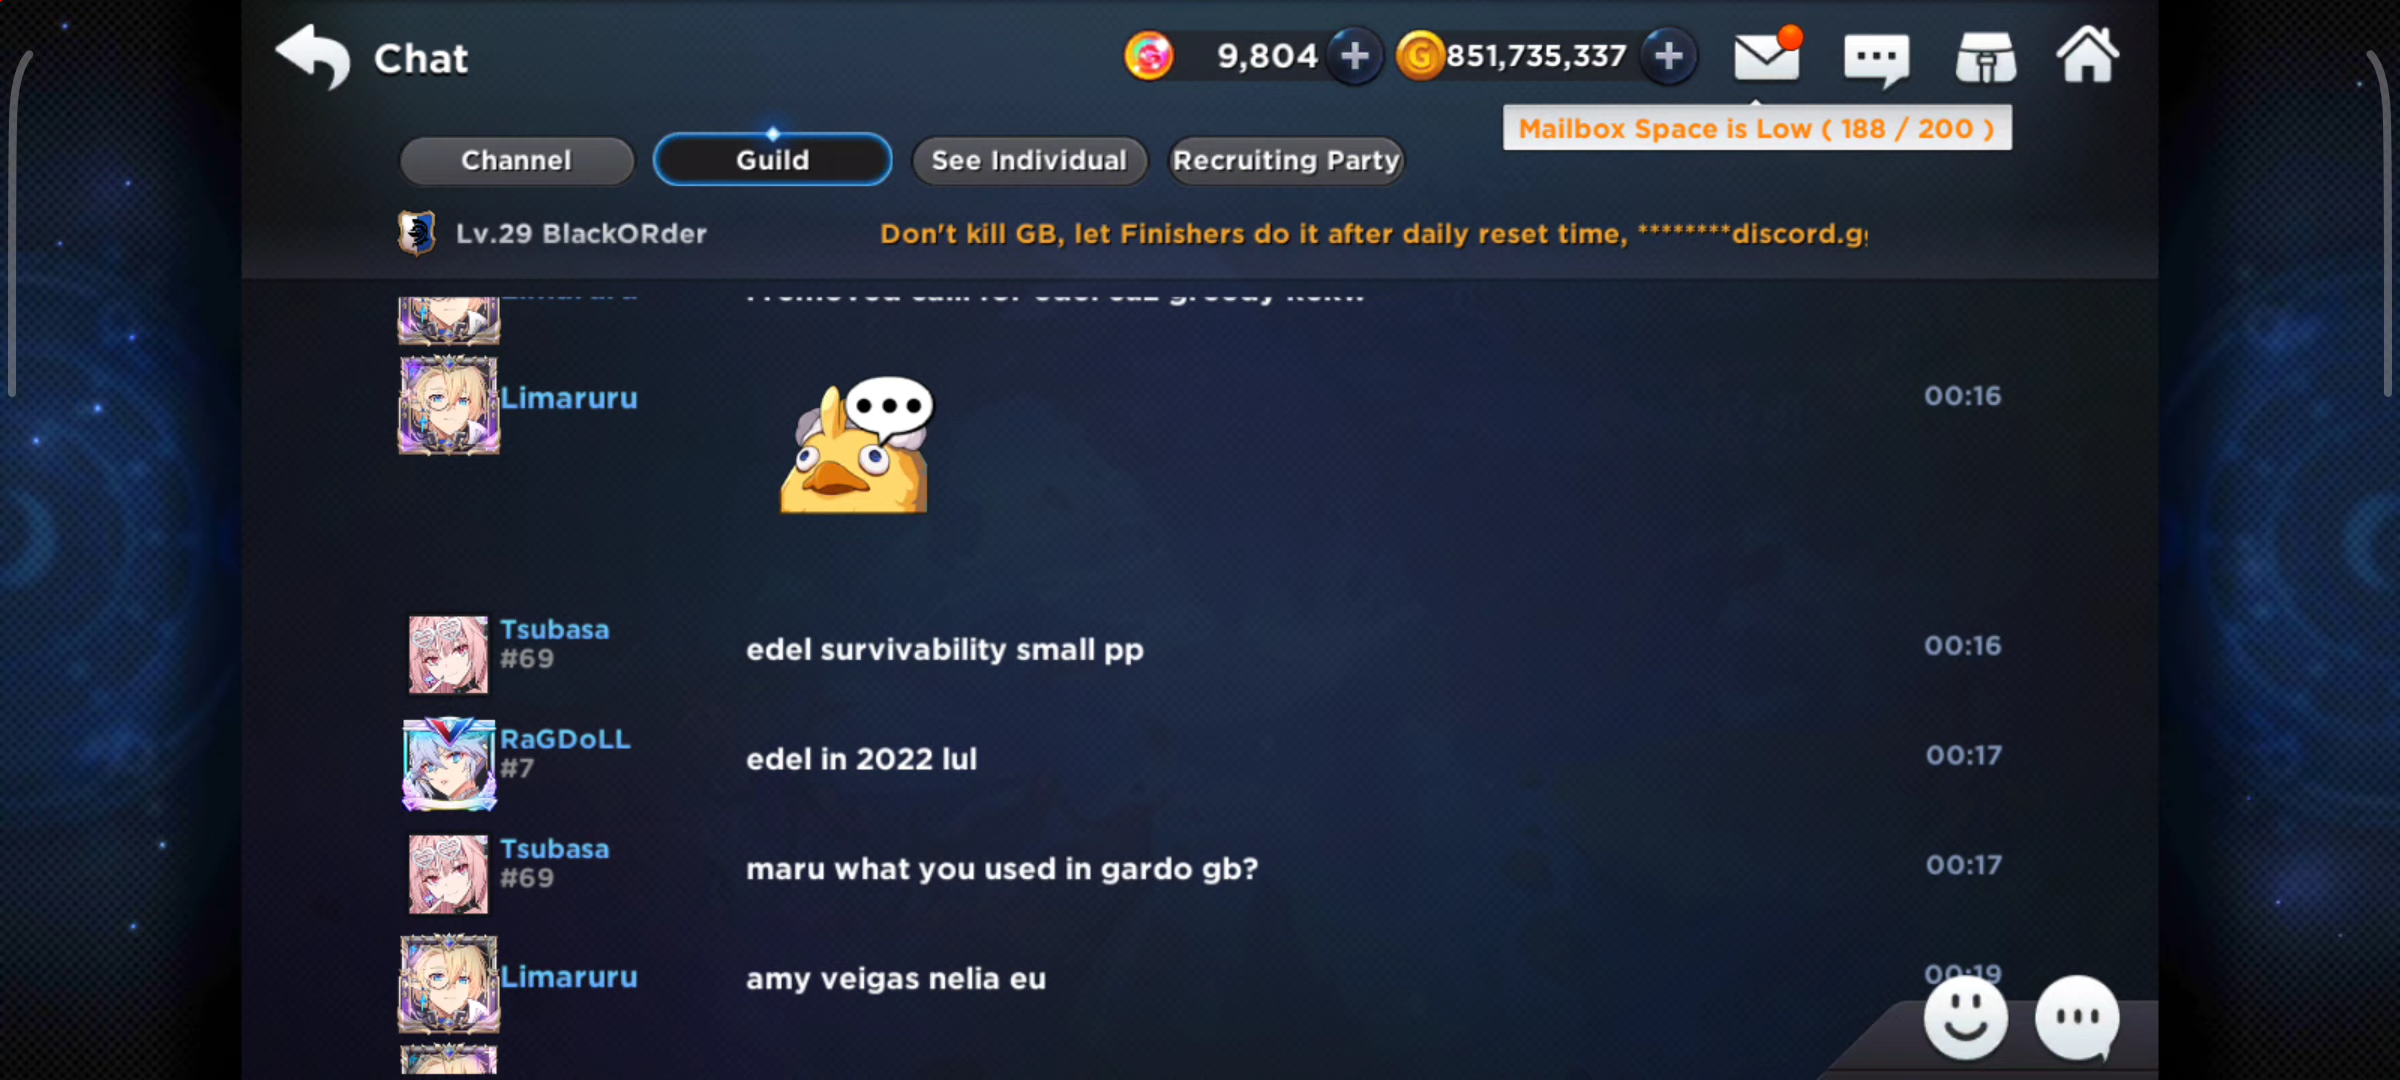 Chat
9,804
851,735,337
Mailbox Space is Low ( 188 / 200 )
Channel
Guild
See Individual
Recruiting Party
Lv.29 BlackORder
Don't kill GB, let Finishers do it after daily reset time, ********discord.g
Limaruru
00:16
Tsubasa
#69
edel survivability small pp
00:16
RaGDoLL
#7
edel in 2022 lul
00:17
Tsubasa
#69
maru what you used in gardo gb?
00:17
Limaruru
amy veigas nelia eu
00:19